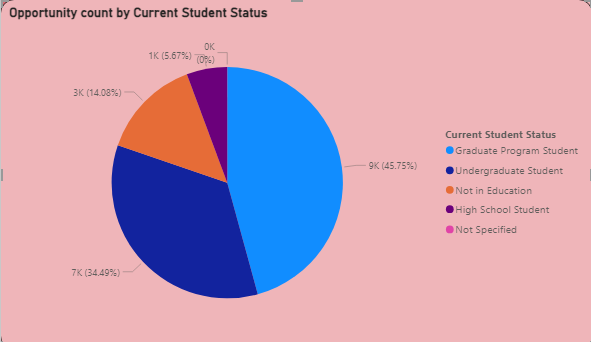 Opportunity count by Current Student Status
0K
(0%)
1K (5.67%)
3K (14.08%)
9K (45.75%)
7K (34.49%)
Current Student Status
Graduate Program Student
Undergraduate Student
Not in Education
High School Student
Not Specified